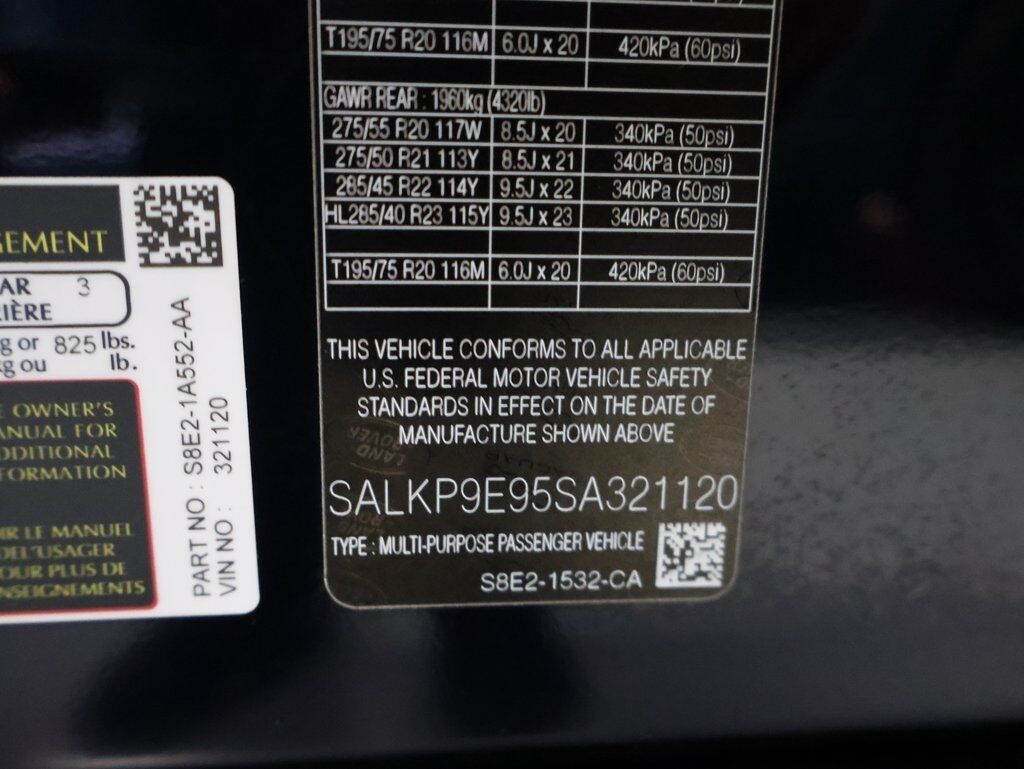 T195/75 R20 116M 6.0J x 20 420kPa (60psi)
GAWR REAR : 1960kg (4320lb)
275/55 R20 117W 8.5J x 20 340kPa (50psi)
275/50 R21 113Y 8.5J x 21 340kPa (50psi)
285/45 R22 114Y 9.5J x 22 340kPa (50psi)
HL285/40 R23 115Y 9.5J x 23 340kPa (50psi)
T195/75 R20 116M 6.0J x 20 420kPa (60psi)
THIS VEHICLE CONFORMS TO ALL APPLICABLE
U.S. FEDERAL MOTOR VEHICLE SAFETY
STANDARDS IN EFFECT ON THE DATE OF
MANUFACTURE SHOWN ABOVE
LAND
ROVER
SALKP9E95SA321120
TYPE : MULTI-PURPOSE PASSENGER VEHICLE
S8E2-1532-CA
GEMENT
AR 3
IÈRE
g or 825 lbs.
kg ou lb.
E OWNER'S
ANUAL FOR
DDITIONAL
FORMATION
IR LE MANUEL
DEL'USAGER
OUR PLUS DE
NSEIGNEMENTS
PART NO : S8E2-1A552-AA
VIN NO : 321120